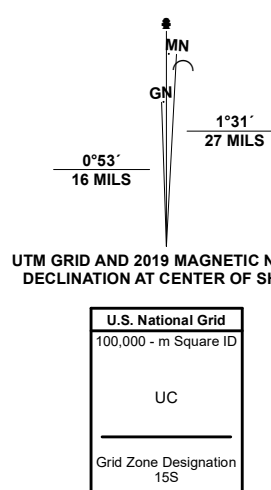 MN
GN
1°31´
27 MILS
0°53´
16 MILS
UTM GRID AND 2019 MAGNETIC N
DECLINATION AT CENTER OF S
U.S. National Grid
100,000 - m Square ID
UC
Grid Zone Designation
15S